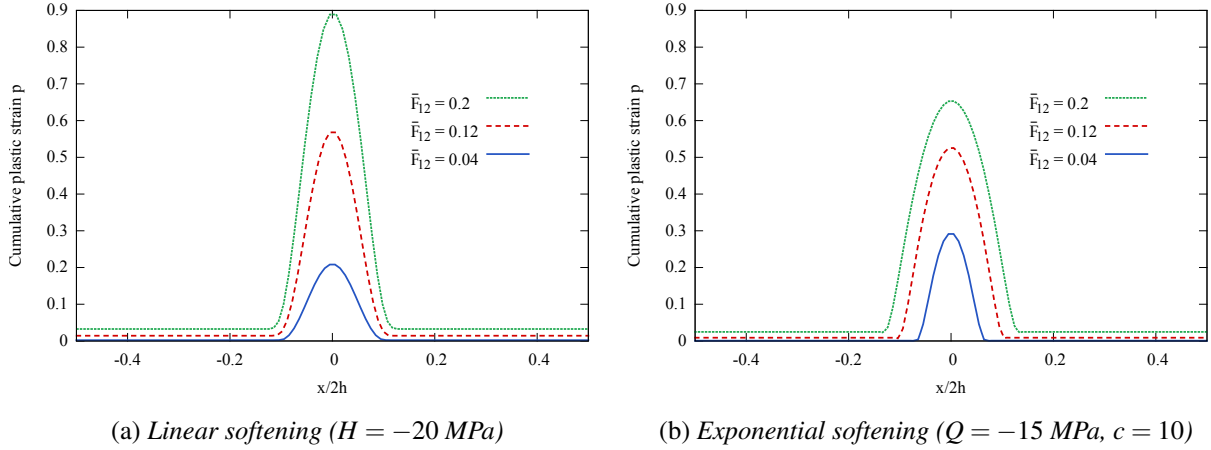 0.9
0.8
0.7
0.6
0.5
0.4
0.3
0.2
0.1
0
Cumulative plastic strain p
F̄12 = 0.2
F̄12 = 0.12
F̄12 = 0.04
-0.4 -0.2 0 0.2 0.4
x/2h
(a) Linear softening (H = −20 MPa)
0.9
0.8
0.7
0.6
0.5
0.4
0.3
0.2
0.1
0
Cumulative plastic strain p
F̄12 = 0.2
F̄12 = 0.12
F̄12 = 0.04
-0.4 -0.2 0 0.2 0.4
x/2h
(b) Exponential softening (Q = −15 MPa, c = 10)